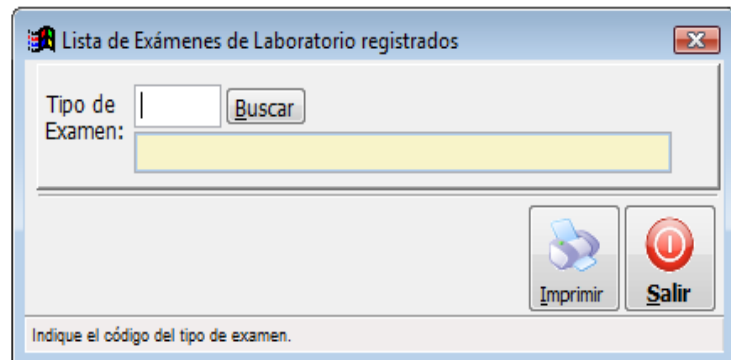 Lista de Exámenes de Laboratorio registrados
Tipo de
Examen:
Buscar
Imprimir
Salir
Indique el código del tipo de examen.